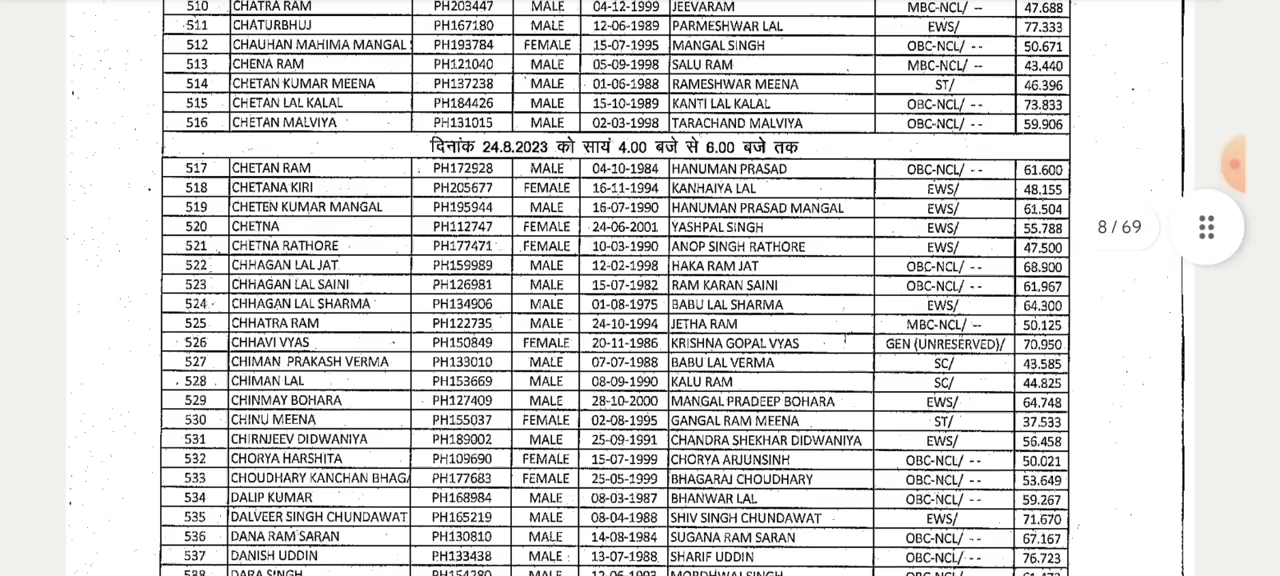 510 CHATRA RAM PH203447 MALE 04-12-1999 JEEVARAM MBC-NCL/ -- 47.688
511 CHATURBHUJ PH167180 MALE 12-06-1989 PARMESHWAR LAL EWS/ 77.333
512 CHAUHAN MAHIMA MANGAL PH193784 FEMALE 15-07-1995 MANGAL SINGH OBC-NCL/ -- 50.671
513 CHENA RAM PH121040 MALE 05-09-1998 SALU RAM MBC-NCL/ -- 43.440
514 CHETAN KUMAR MEENA PH137238 MALE 01-06-1988 RAMESHWAR MEENA ST/ 46.396
515 CHETAN LAL KALAL PH184426 MALE 15-10-1989 KANTI LAL KALAL OBC-NCL/ -- 73.833
516 CHETAN MALVIYA PH131015 MALE 02-03-1998 TARACHAND MALVIYA OBC-NCL/ -- 59.906
दिनांक 24.8.2023 को सायं 4.00 बजे से 6.00 बजे तक
517 CHETAN RAM PH172928 MALE 04-10-1984 HANUMAN PRASAD OBC-NCL/ -- 61.600
518 CHETANA KIRI PH205677 FEMALE 16-11-1994 KANHAIYA LAL EWS/ 48.155
519 CHETEN KUMAR MANGAL PH195944 MALE 16-07-1990 HANUMAN PRASAD MANGAL EWS/ 61.504
520 CHETNA PH112747 FEMALE 24-06-2001 YASHPAL SINGH EWS/ 55.788
521 CHETNA RATHORE PH177471 FEMALE 10-03-1990 ANOP SINGH RATHORE EWS/ 47.500
522 CHHAGAN LAL JAT PH159989 MALE 12-02-1998 HAKA RAM JAT OBC-NCL/ -- 68.900
523 CHHAGAN LAL SAINI PH126981 MALE 15-07-1982 RAM KARAN SAINI OBC-NCL/ -- 61.967
524 CHHAGAN LAL SHARMA PH134906 MALE 01-08-1975 BABU LAL SHARMA EWS/ 64.300
525 CHHATRA RAM PH122735 MALE 24-10-1994 JETHA RAM MBC-NCL/ -- 50.125
526 CHHAVI VYAS PH150849 FEMALE 20-11-1986 KRISHNA GOPAL VYAS GEN (UNRESERVED)/ 70.950
527 CHIMAN PRAKASH VERMA PH133010 MALE 07-07-1988 BABU LAL VERMA SC/ 43.585
528 CHIMAN LAL PH153669 MALE 08-09-1990 KALU RAM SC/ 44.825
529 CHINMAY BOHARA PH127409 MALE 28-10-2000 MANGAL PRADEEP BOHARA EWS/ 64.748
530 CHINU MEENA PH155037 FEMALE 02-08-1995 GANGAL RAM MEENA ST/ 37.533
531 CHIRNJEEV DIDWANIYA PH189002 MALE 25-09-1991 CHANDRA SHEKHAR DIDWANIYA EWS/ 56.458
532 CHORYA HARSHITA PH109690 FEMALE 15-07-1999 CHORYA ARJUNSINH OBC-NCL/ -- 50.021
533 CHOUDHARY KANCHAN BHAGA PH177683 FEMALE 25-05-1999 BHAGARAJ CHOUDHARY OBC-NCL/ -- 53.649
534 DALIP KUMAR PH168984 MALE 08-03-1987 BHANWAR LAL OBC-NCL/ -- 59.267
535 DALVEER SINGH CHUNDAWAT PH165219 MALE 08-04-1988 SHIV SINGH CHUNDAWAT EWS/ 71.670
536 DANA RAM SARAN PH130810 MALE 14-08-1984 SUGANA RAM SARAN OBC-NCL/ -- 67.167
537 DANISH UDDIN PH133438 MALE 13-07-1988 SHARIF UDDIN OBC-NCL/ -- 76.723
538 DARA SINGH PH154280 MALE 12-06-1993
8 / 69